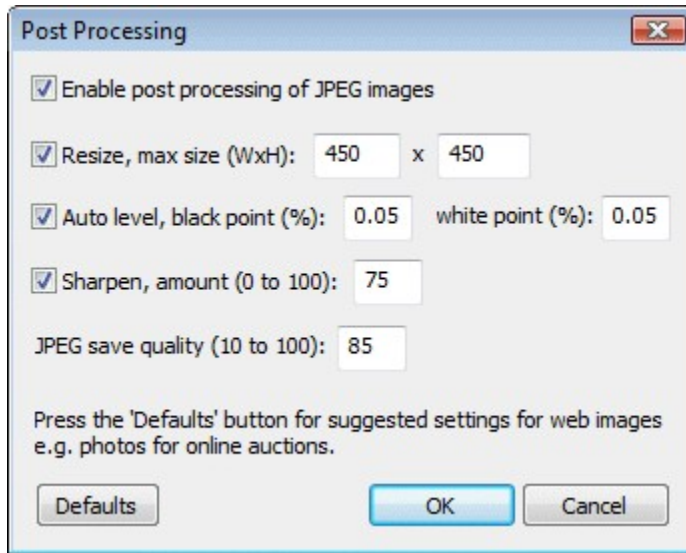 Post Processing
Enable post processing of JPEG images
Resize, max size (WxH): 450 x 450
Auto level, black point (%): 0.05 white point (%): 0.05
Sharpen, amount (0 to 100): 75
JPEG save quality (10 to 100): 85
Press the 'Defaults' button for suggested settings for web images
e.g. photos for online auctions.
Defaults OK Cancel